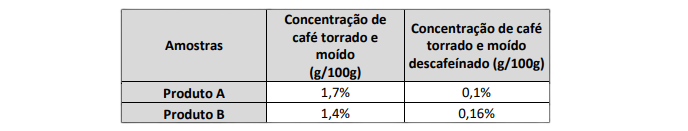 Amostras
Concentração de
café torrado e
moído
(g/100g)
Concentração de café
torrado e moído
descafeínado (g/100g)
Produto A
1,7%
0,1%
Produto B
1,4%
0,16%